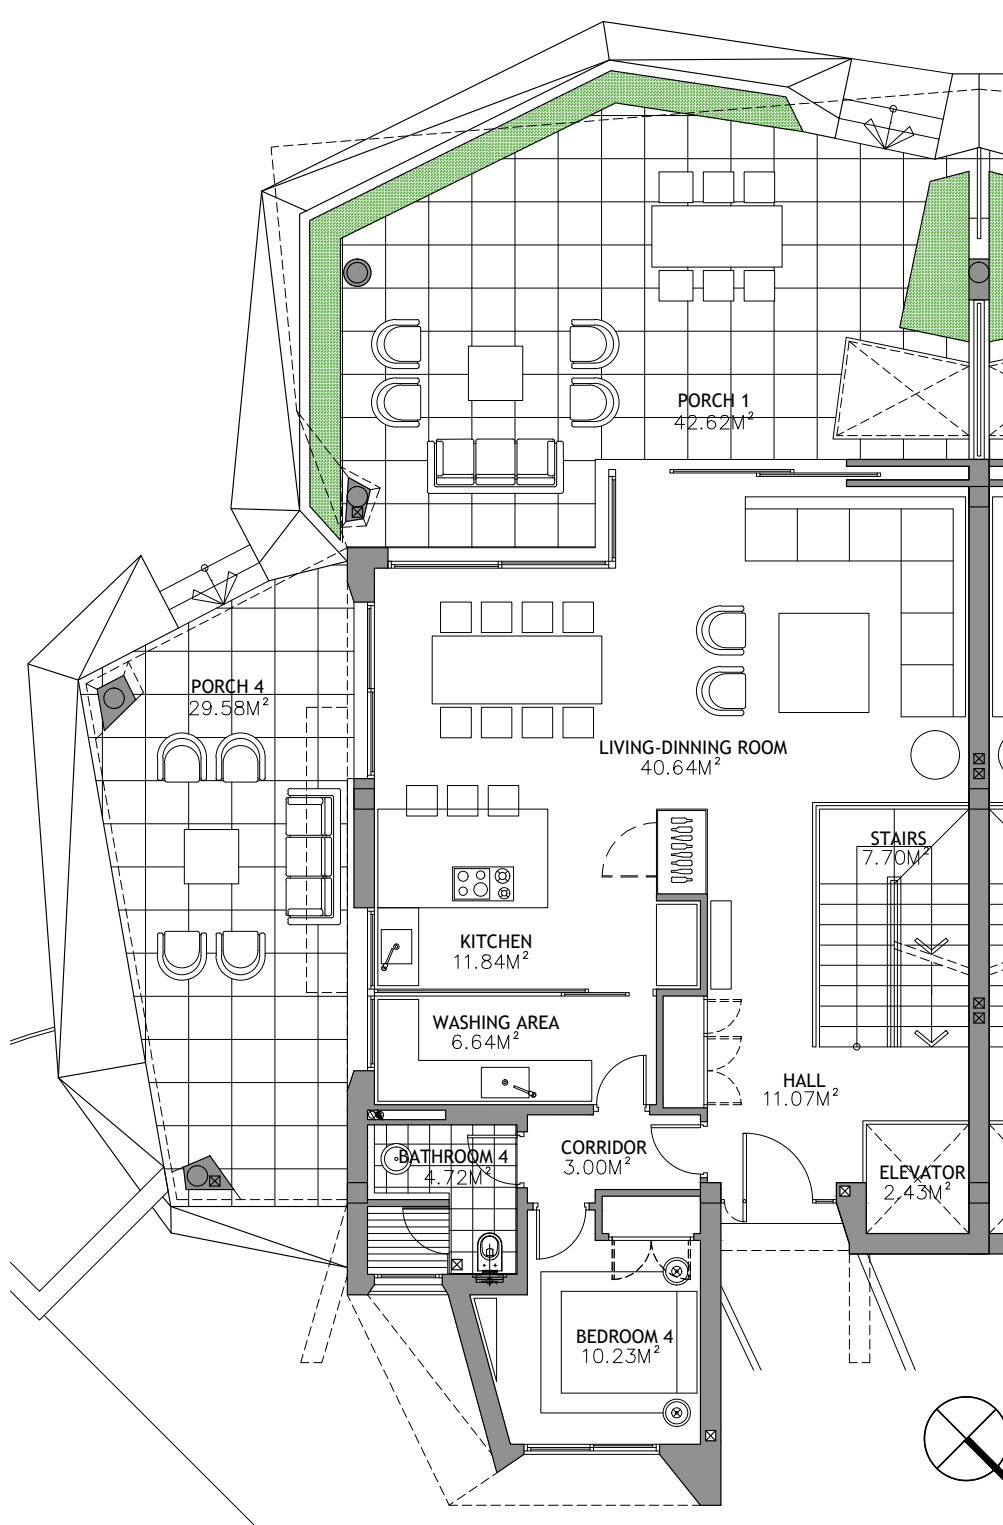 PORCH 1
42.62M²
PORCH 4
29.58M²
LIVING-DINNING ROOM
40.64M²
STAIRS
7.70M²
KITCHEN
11.84M²
WASHING AREA
6.64M²
HALL
11.07M²
CORRIDOR
3.00M²
BATHROOM 4
4.72M²
ELEVATOR
2.43M²
BEDROOM 4
10.23M²